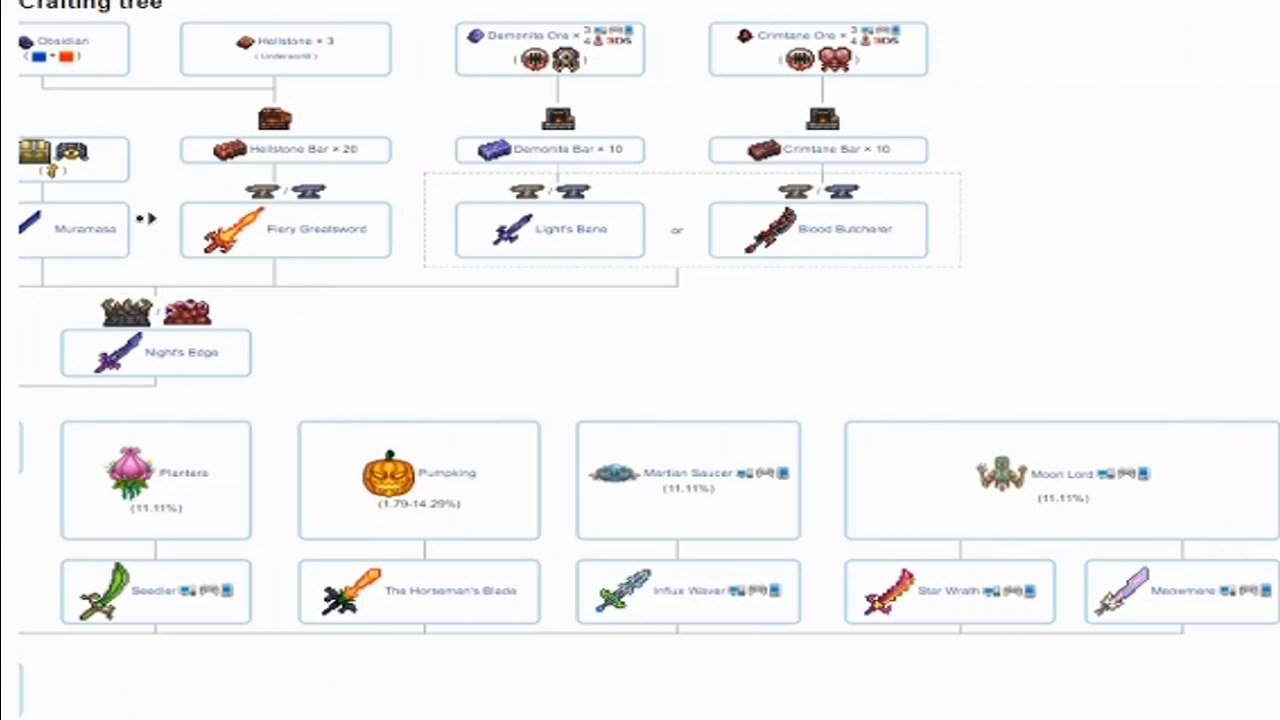 Crafting tree
Obsidian
( + )
Hellstone × 3
( Underworld )
Demonite Ore × 3
4 3DS
( )
Crimtane Ore × 3
4 3DS
( )
( )
Hellstone Bar × 20
Demonite Bar × 10
Crimtane Bar × 10
/
/
/
Muramasa
Fiery Greatsword
Light's Bane
or
Blood Butcherer
/
Night's Edge
Plantera
(11.11%)
Pumpking
(1.79-14.29%)
Martian Saucer
(11.11%)
Moon Lord
(11.11%)
Seedler
The Horseman's Blade
Influx Waver
Star Wrath
Meowmere